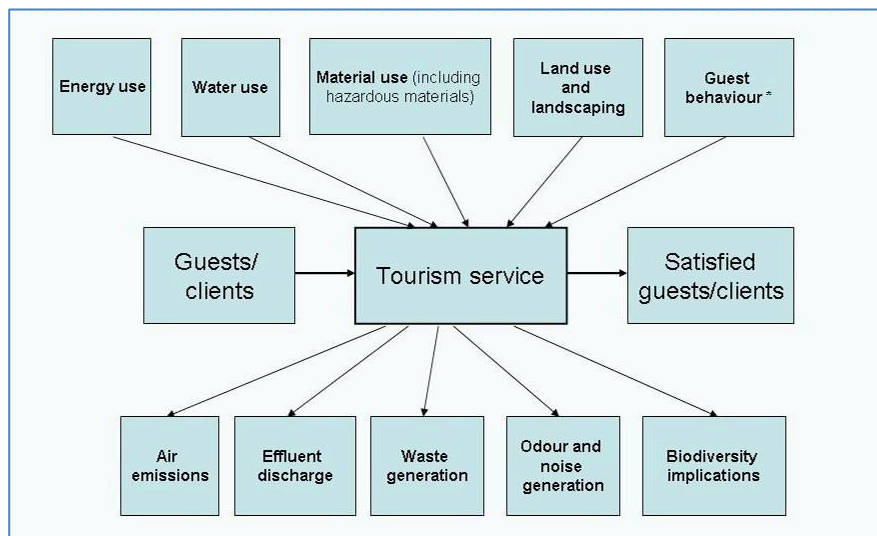 Energy use
Water use
Material use (including
hazardous materials)
Land use
and
landscaping
Guest
behaviour *
Guests/
clients
Tourism service
Satisfied
guests/clients
Air
emissions
Effluent
discharge
Waste
generation
Odour and
noise
generation
Biodiversity
implications